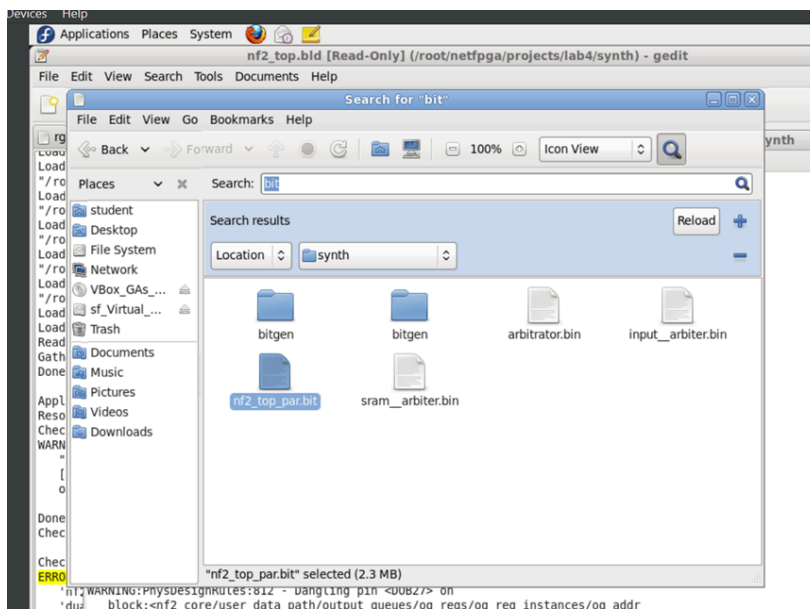 Devices Help
Applications Places System
nf2_top.bld [Read-Only] (/root/netfpga/projects/lab4/synth) - gedit
File Edit View Search Tools Documents Help
Search for "bit"
File Edit View Go Bookmarks Help
rg
ynth
Back Forward 100% Icon View
Load
Load
"/ro
Load
"/ro
Load
"/ro
Load
"/ro
Load
"/ro
Load
Load
Read
Gath
Done
Appl
Reso
Chec
WARN
"
[
o
Done
Chec
Chec
ERRO
Places Search: bit
student
Desktop
File System
Network
VBox_GAs_...
sf_Virtual_...
Trash
Documents
Music
Pictures
Videos
Downloads
Search results Reload
Location synth
bitgen bitgen arbitrator.bin input__arbiter.bin
nf2_top_par.bit sram__arbiter.bin
"nf2_top_par.bit" selected (2.3 MB)
'nf2 WARNING:PhysDesignRules:812 - Dangling pin <DOB27> on
'dua block:<nf2_core/user_data_path/output_queues/oq_regs/oq_reg_instances/oq_addr